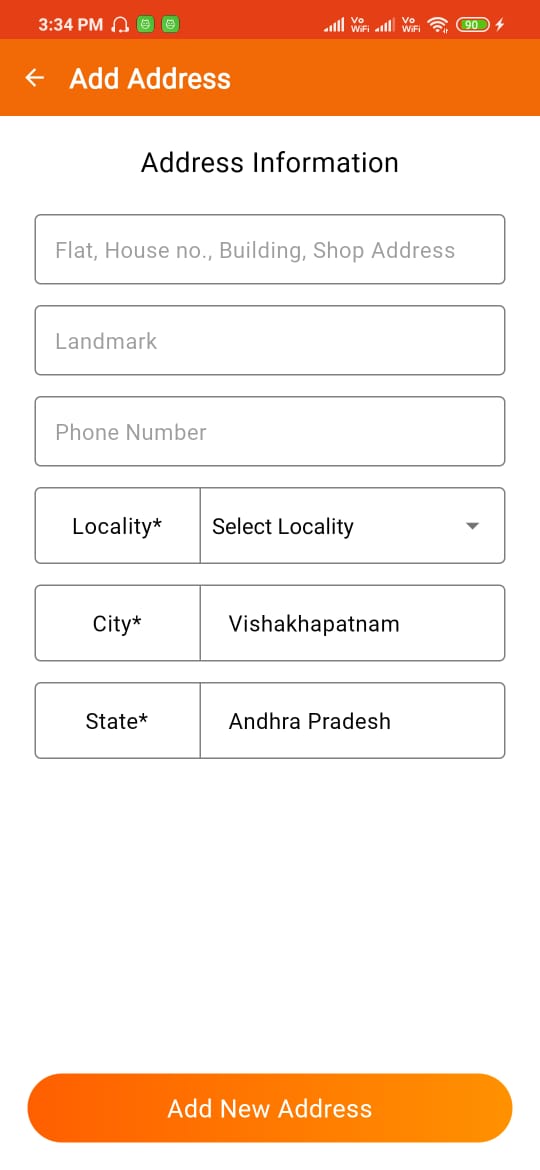 3:34 PM Vo WiFi Vo WiFi 90
Add Address
Address Information
Flat, House no., Building, Shop Address
Landmark
Phone Number
Locality* Select Locality
City* Vishakhapatnam
State* Andhra Pradesh
Add New Address